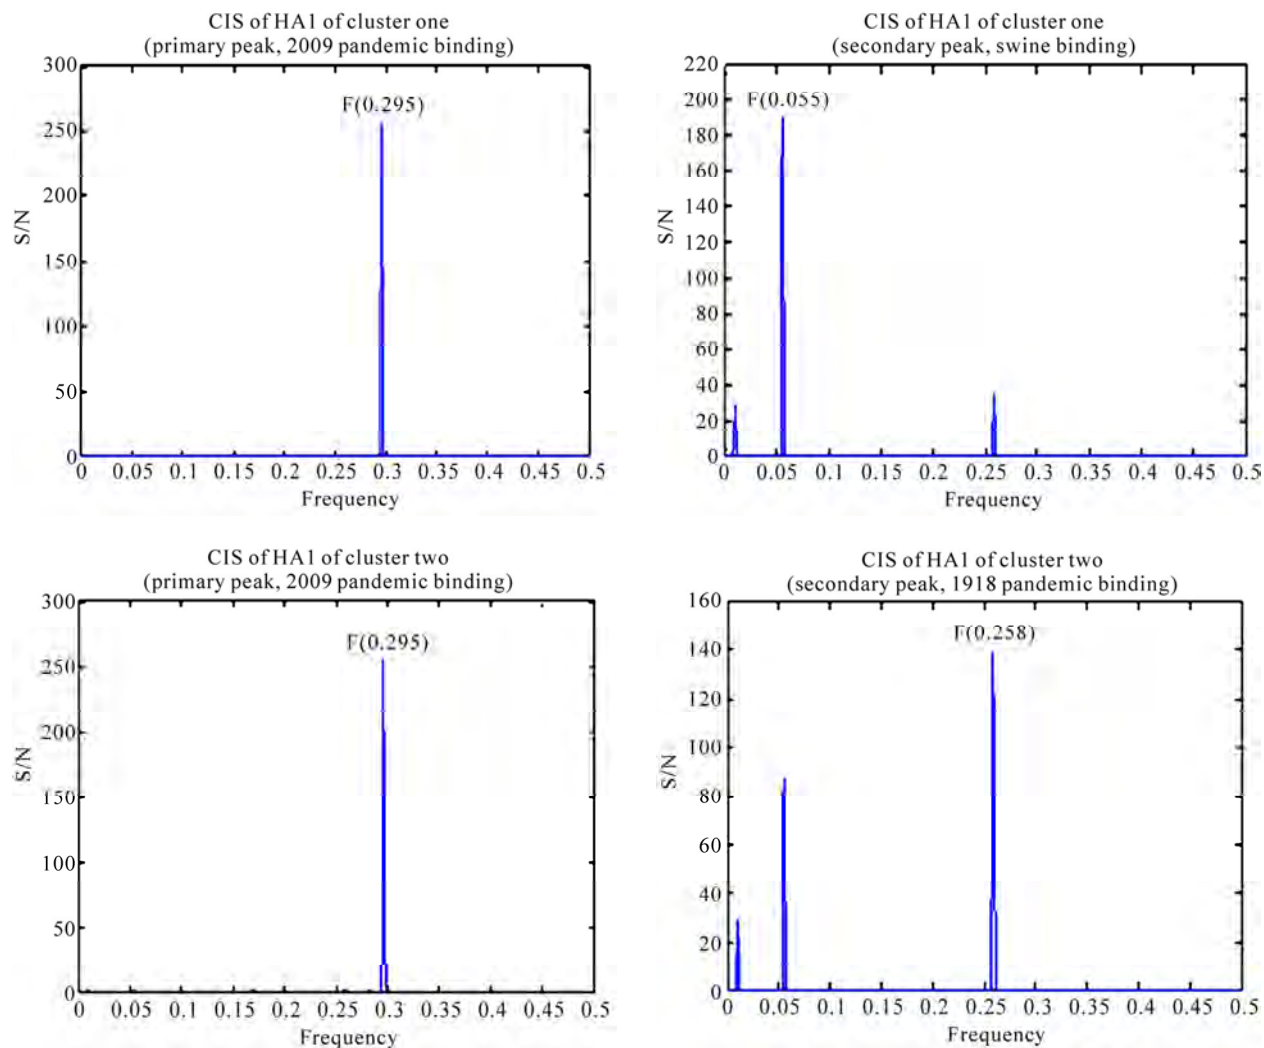 CIS of HA1 of cluster one
(primary peak, 2009 pandemic binding)
300
250
200
150
100
50
0
S/N
F(0.295)
0 0.05 0.1 0.15 0.2 0.25 0.3 0.35 0.4 0.45 0.5
Frequency
CIS of HA1 of cluster one
(secondary peak, swine binding)
220
200
180
160
140
120
100
80
60
40
20
0
S/N
F(0.055)
0 0.05 0.1 0.15 0.2 0.25 0.3 0.35 0.4 0.45 0.5
Frequency
CIS of HA1 of cluster two
(primary peak, 2009 pandemic binding)
300
250
200
150
100
50
0
S/N
F(0.295)
0 0.05 0.1 0.15 0.2 0.25 0.3 0.35 0.4 0.45 0.5
Frequency
CIS of HA1 of cluster two
(secondary peak, 1918 pandemic binding)
160
140
120
100
80
60
40
20
0
S/N
F(0.258)
0 0.05 0.1 0.15 0.2 0.25 0.3 0.35 0.4 0.45 0.5
Frequency